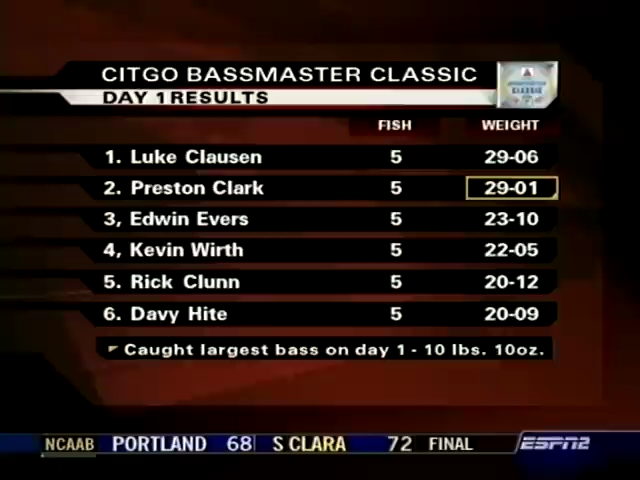 CITGO BASSMASTER CLASSIC
DAY 1 RESULTS
CLASSIC
FISH WEIGHT
1. Luke Clausen 5 29-06
2. Preston Clark 5 29-01
3, Edwin Evers 5 23-10
4, Kevin Wirth 5 22-05
5. Rick Clunn 5 20-12
6. Davy Hite 5 20-09
Caught largest bass on day 1 - 10 lbs. 10oz.
NCAAB PORTLAND 68 S CLARA 72 FINAL ESPN2